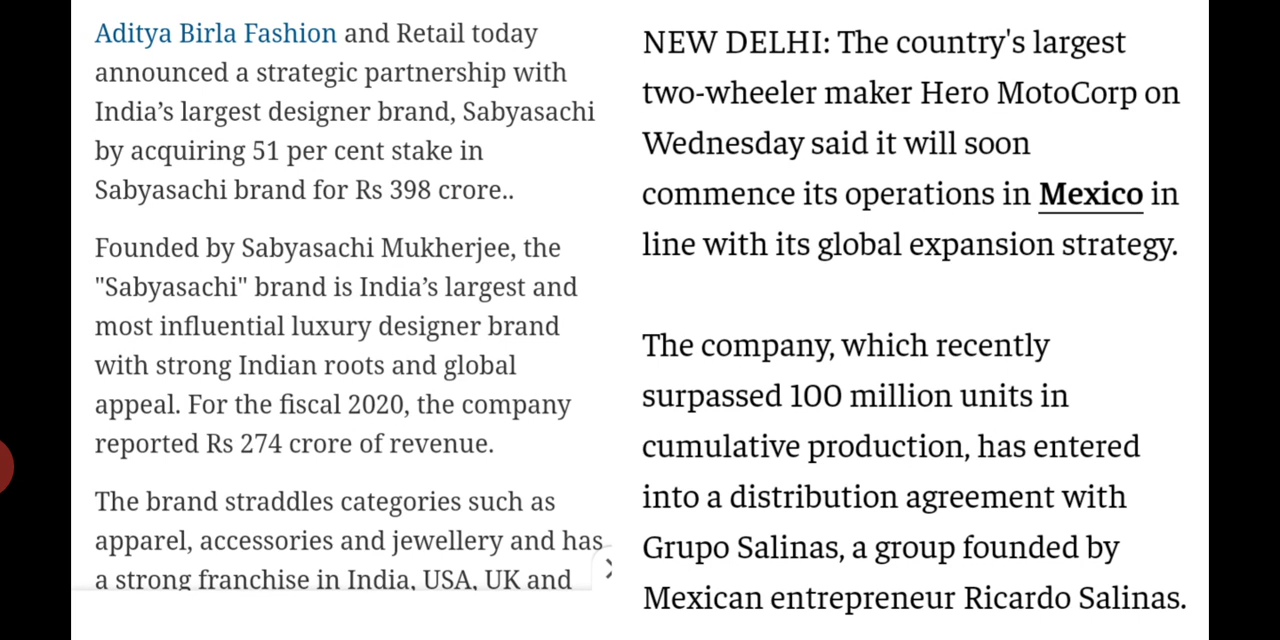 Aditya Birla Fashion and Retail today
announced a strategic partnership with
India’s largest designer brand, Sabyasachi
by acquiring 51 per cent stake in
Sabyasachi brand for Rs 398 crore..
Founded by Sabyasachi Mukherjee, the
"Sabyasachi" brand is India’s largest and
most influential luxury designer brand
with strong Indian roots and global
appeal. For the fiscal 2020, the company
reported Rs 274 crore of revenue.
The brand straddles categories such as
apparel, accessories and jewellery and has
a strong franchise in India, USA, UK and
NEW DELHI: The country's largest
two-wheeler maker Hero MotoCorp on
Wednesday said it will soon
commence its operations in Mexico in
line with its global expansion strategy.
The company, which recently
surpassed 100 million units in
cumulative production, has entered
into a distribution agreement with
Grupo Salinas, a group founded by
Mexican entrepreneur Ricardo Salinas.